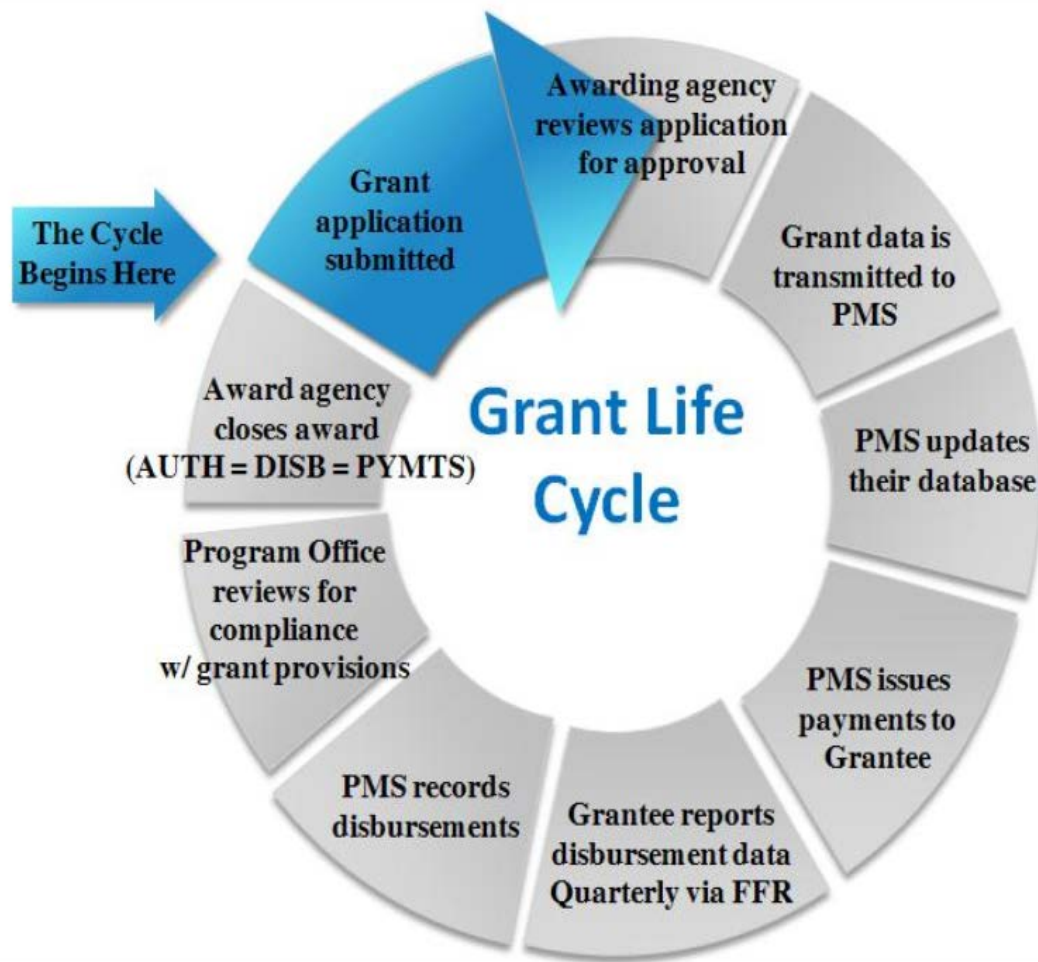 The Cycle
Begins Here
Grant
application
submitted
Awarding agency
reviews application
for approval
Grant data is
transmitted to
PMS
PMS updates
their database
PMS issues
payments to
Grantee
Grantee reports
disbursement data
Quarterly via FFR
PMS records
disbursements
Program Office
reviews for
compliance
w/ grant provisions
Award agency
closes award
(AUTH = DISB = PYMTS)
Grant Life
Cycle